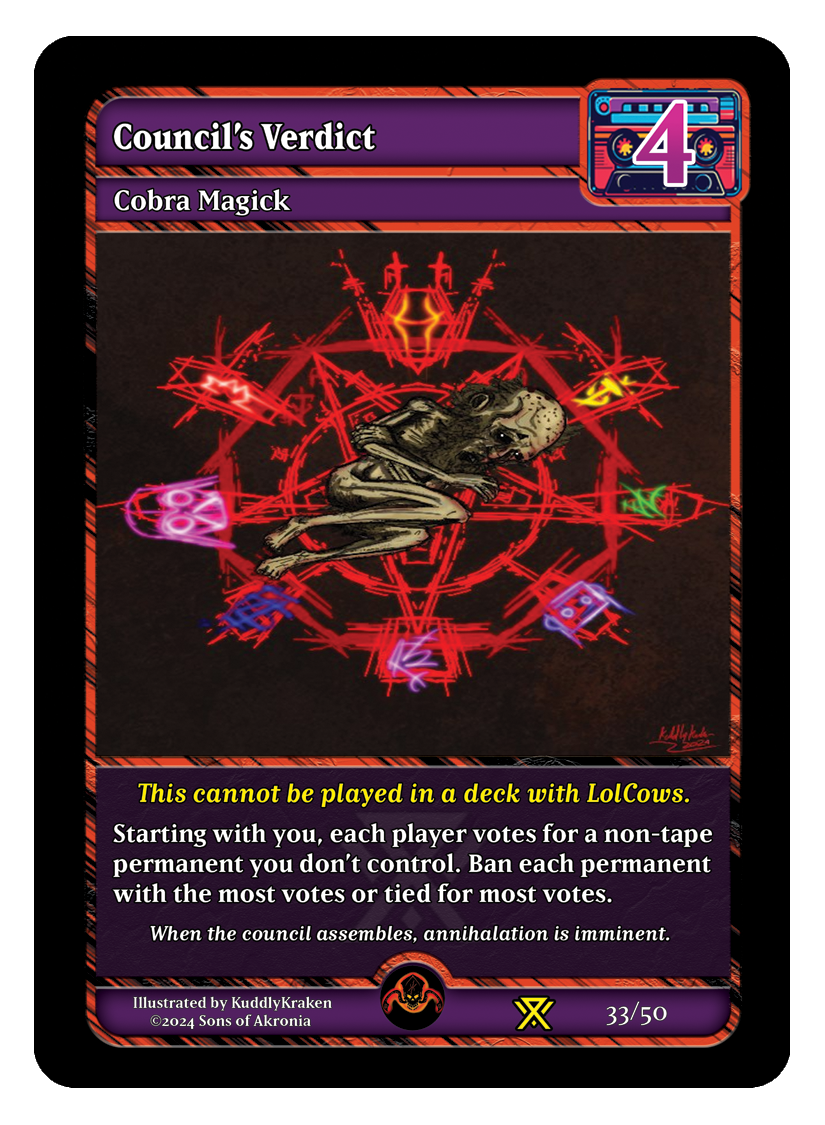 Council's Verdict
4
Cobra Magick
This cannot be played in a deck with LolCows.
Starting with you, each player votes for a non-tape
permanent you don't control. Ban each permanent
with the most votes or tied for most votes.
When the council assembles, annihalation is imminent.
Illustrated by KuddlyKraken
©2024 Sons of Akronia
33/50